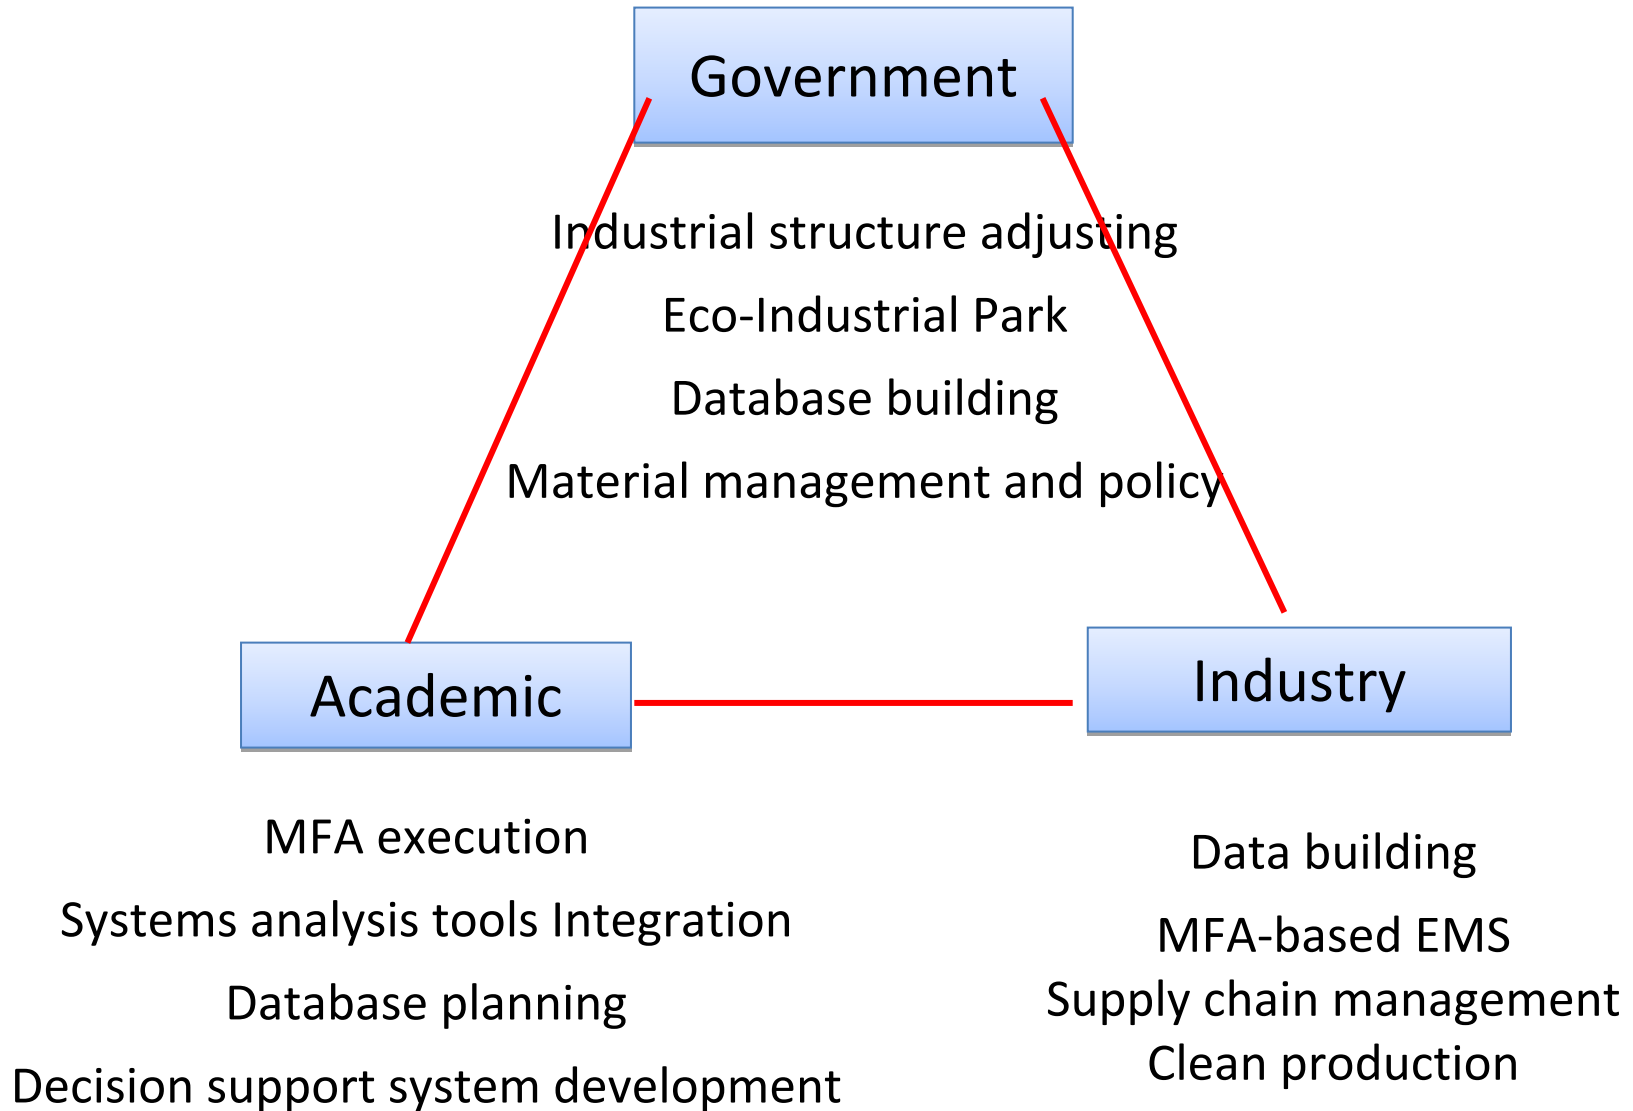 Government
Industrial structure adjusting
Eco-Industrial Park
Database building
Material management and policy
Academic
MFA execution
Systems analysis tools Integration
Database planning
Decision support system development
Industry
Data building
MFA-based EMS
Supply chain management
Clean production